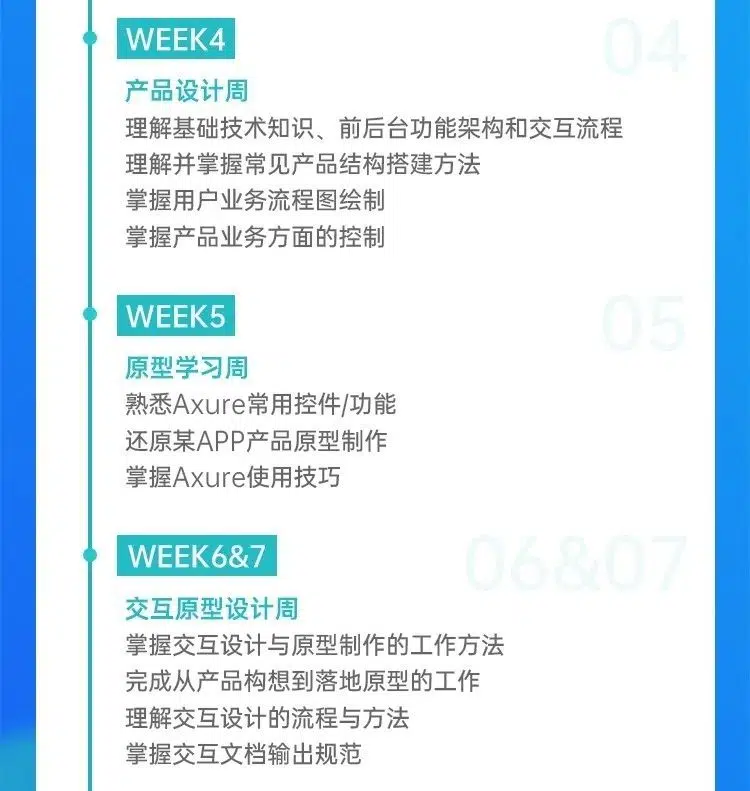 04
WEEK4
产品设计周
理解基础技术知识、前后台功能架构和交互流程
理解并掌握常见产品结构搭建方法
掌握用户业务流程图绘制
掌握产品业务方面的控制
05
WEEK5
原型学习周
熟悉Axure常用控件/功能
还原某APP产品原型制作
掌握Axure使用技巧
06&07
WEEK6&7
交互原型设计周
掌握交互设计与原型制作的工作方法
完成从产品构想到落地原型的工作
理解交互设计的流程与方法
掌握交互文档输出规范